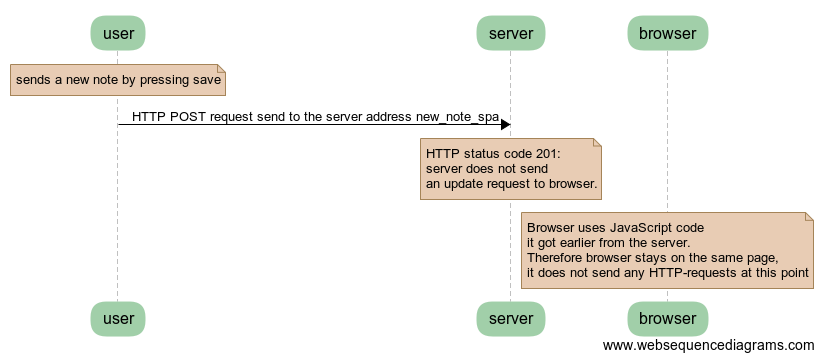 user
server
browser
sends a new note by pressing save
HTTP POST request send to the server address new_note_spa
HTTP status code 201:
server does not send
an update request to browser.
Browser uses JavaScript code
it got earlier from the server.
Therefore browser stays on the same page,
it does not send any HTTP-requests at this point
user
server
browser
www.websequencediagrams.com